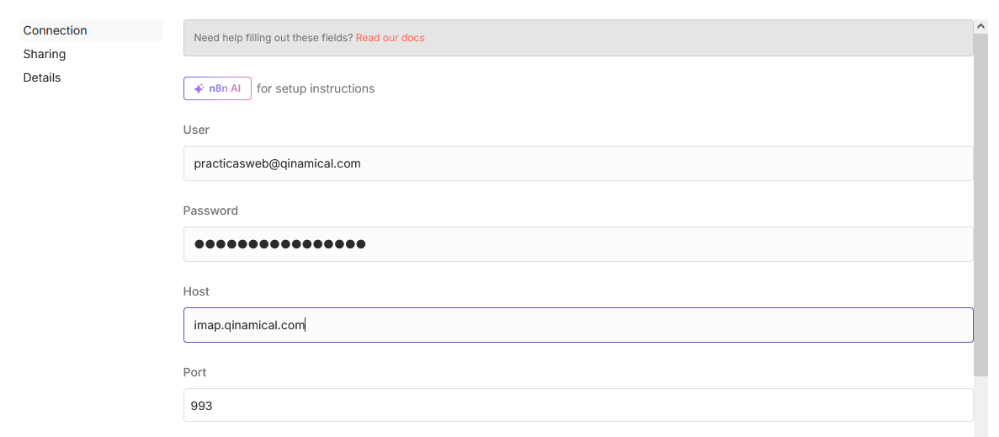 Connection
Sharing
Details
Need help filling out these fields? Read our docs
n8n AI for setup instructions
User
practicasweb@qinamical.com
Password
●●●●●●●●●●●●●●●●
Host
imap.qinamical.com
Port
993